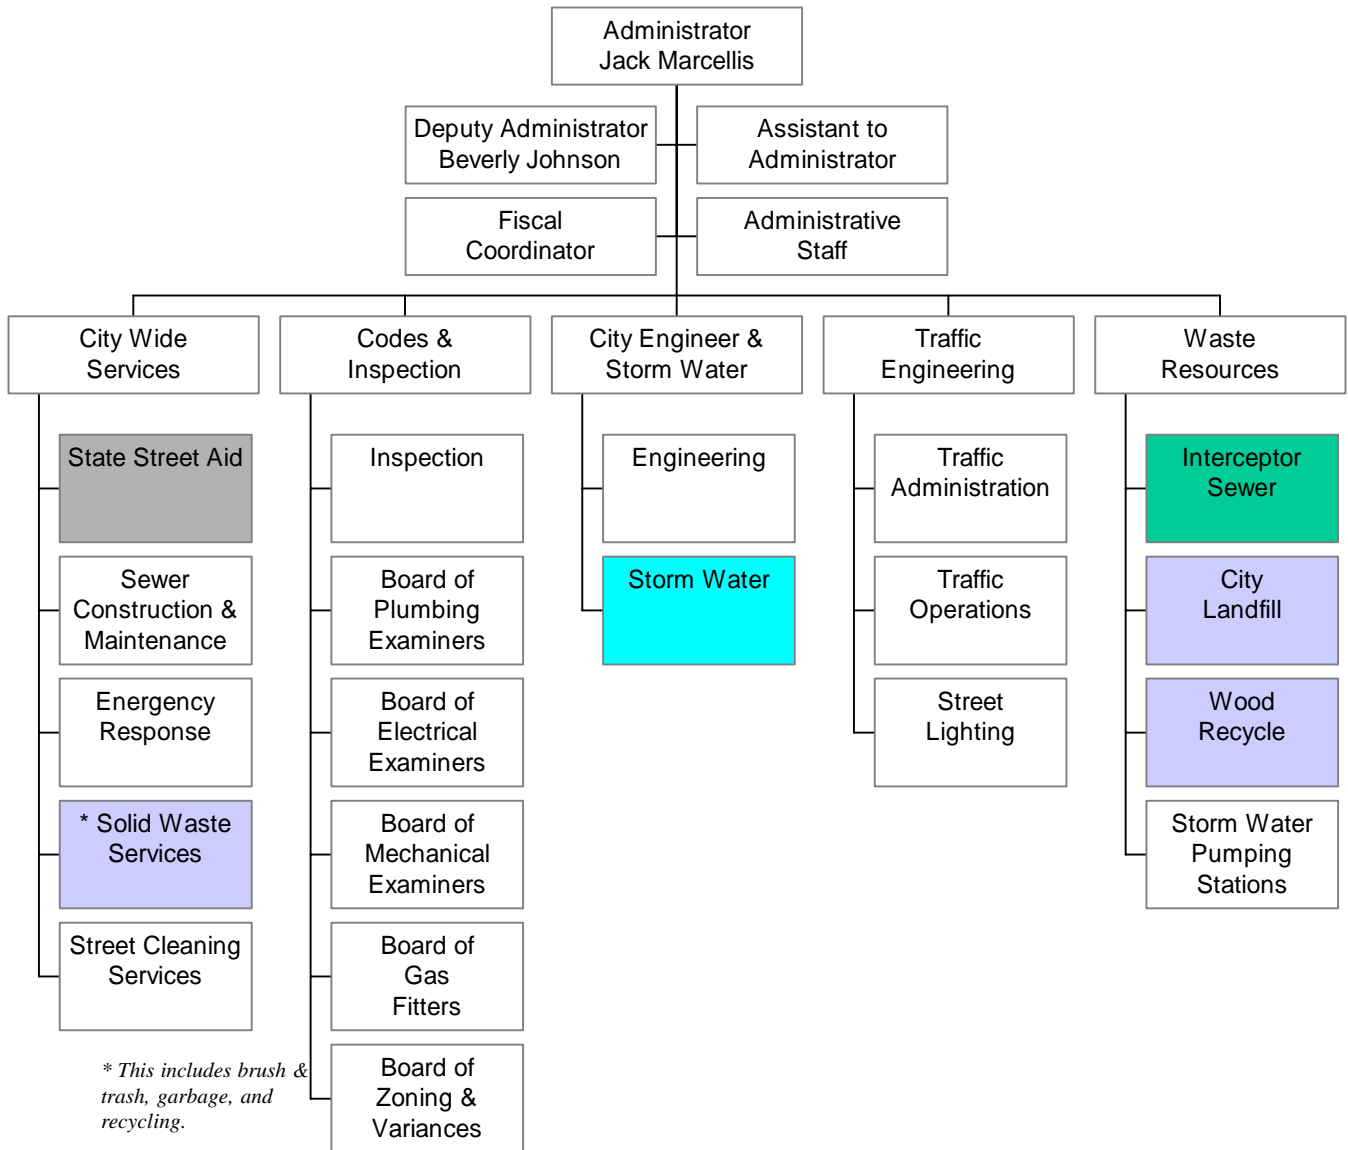 Administrator
Jack Marcellis
Deputy Administrator
Beverly Johnson
Assistant to
Administrator
Fiscal
Coordinator
Administrative
Staff
City Wide
Services
Codes &
Inspection
City Engineer &
Storm Water
Traffic
Engineering
Waste
Resources
State Street Aid
Sewer
Construction &
Maintenance
Energency
Response
* Solid Waste
Services
Street Cleaning
Services
* This includes brush &
trash, garbage, and
recycling.
Inspection
Board of
Plumbing
Examiners
Board of
Electrical
Examiners
Board of
Mechanical
Examiners
Board of
Gas
Fitters
Board of
Zoning &
Variances
Engineering
Storm Water
Traffic
Administration
Traffic
Operations
Street
Lighting
Interceptor
Sewer
City
Landfill
Wood
Recycle
Storm Water
Pumping
Stations